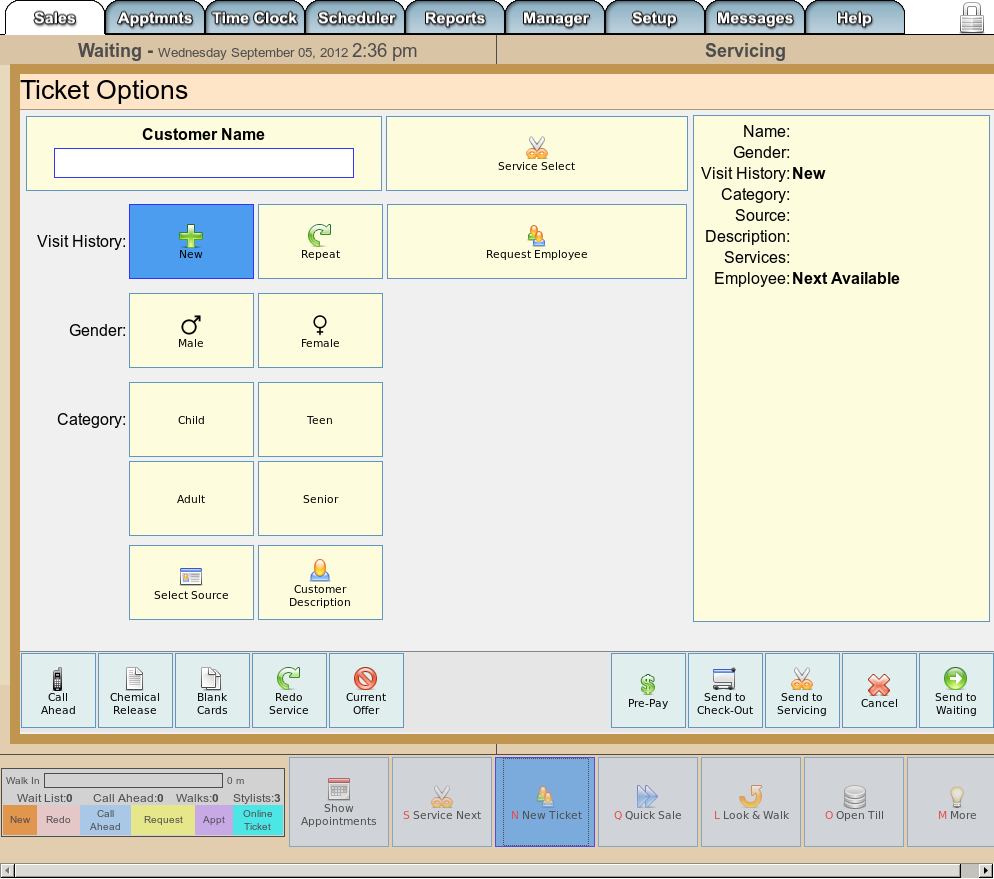 Sales Apptmnts Time Clock Scheduler Reports Manager Setup Messages Help
Waiting - Wednesday September 05, 2012 2:36 pm Servicing
Ticket Options
Customer Name
Service Select
Visit History:
New
Repeat
Request Employee
Gender:
Male
Female
Category:
Child
Teen
Adult
Senior
Select Source
Customer
Description
Name:
Gender:
Visit History: New
Category:
Source:
Description:
Services:
Employee: Next Available
Call
Ahead
Chemical
Release
Blank
Cards
Redo
Service
Current
Offer
Pre-Pay
Send to
Check-Out
Send to
Servicing
Cancel
Send to
Waiting
Walk In 0 m
Wait List:0 Call Ahead:0 Walks:0 Stylists:3
New
Redo
Call
Ahead
Request
Appt
Online
Ticket
Show
Appointments
S Service Next
N New Ticket
Q Quick Sale
L Look & Walk
O Open Till
M More